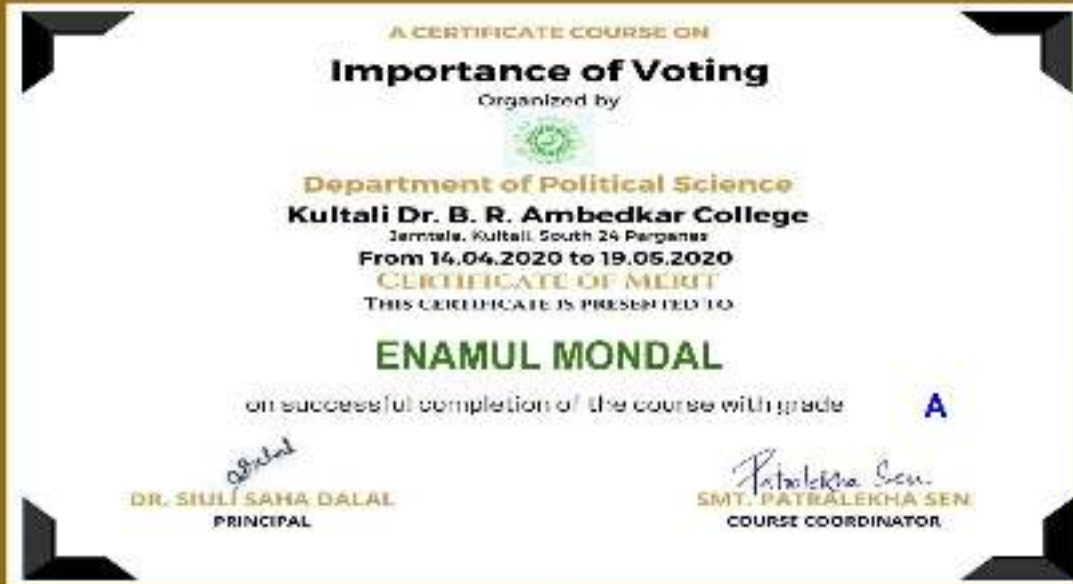 A CERTIFICATE COURSE ON
Importance of Voting
Organized by
Department of Political Science
Kultali Dr. B. R. Ambedkar College
Jamtala, Kultali, South 24 Parganas
From 14.04.2020 to 19.05.2020
CERTIFICATE OF MERIT
THIS CERTIFICATE IS PRESENTED TO
ENAMUL MONDAL
on successful completion of the course with grade A
Patralekha Sen.
DR. SIULI SAHA DALAL
SMT. PATRALEKHA SEN
PRINCIPAL
COURSE COORDINATOR